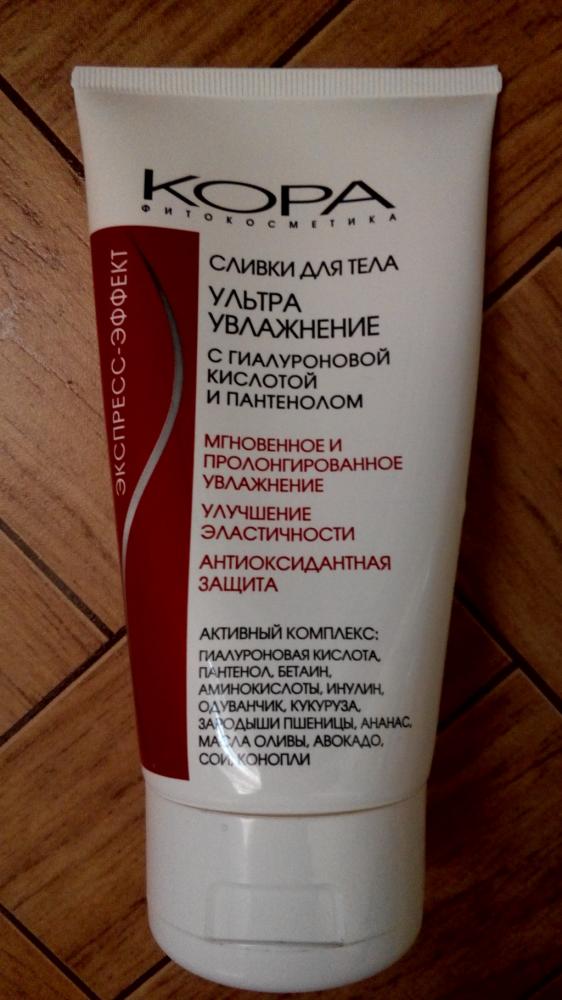 КОРА
ФИТОКОСМЕТИКА
ЭКСПРЕСС-ЭФФЕКТ
СЛИВКИ ДЛЯ ТЕЛА
УЛЬТРА
УВЛАЖНЕНИЕ
С ГИАЛУРОНОВОЙ
КИСЛОТОЙ
И ПАНТЕНОЛОМ
МГНОВЕННОЕ И
ПРОЛОНГИРОВАННОЕ
УВЛАЖНЕНИЕ
УЛУЧШЕНИЕ
ЭЛАСТИЧНОСТИ
АНТИОКСИДАНТНАЯ
ЗАЩИТА
АКТИВНЫЙ КОМПЛЕКС:
ГИАЛУРОНОВАЯ КИСЛОТА,
ПАНТЕНОЛ, БЕТАИН,
АМИНОКИСЛОТЫ, ИНУЛИН,
ОДУВАНЧИК, КУКУРУЗА,
ЗАРОДЫШИ ПШЕНИЦЫ, АНАНАС,
МАСЛА ОЛИВЫ, АВОКАДО,
СОИ, КОНОПЛИ